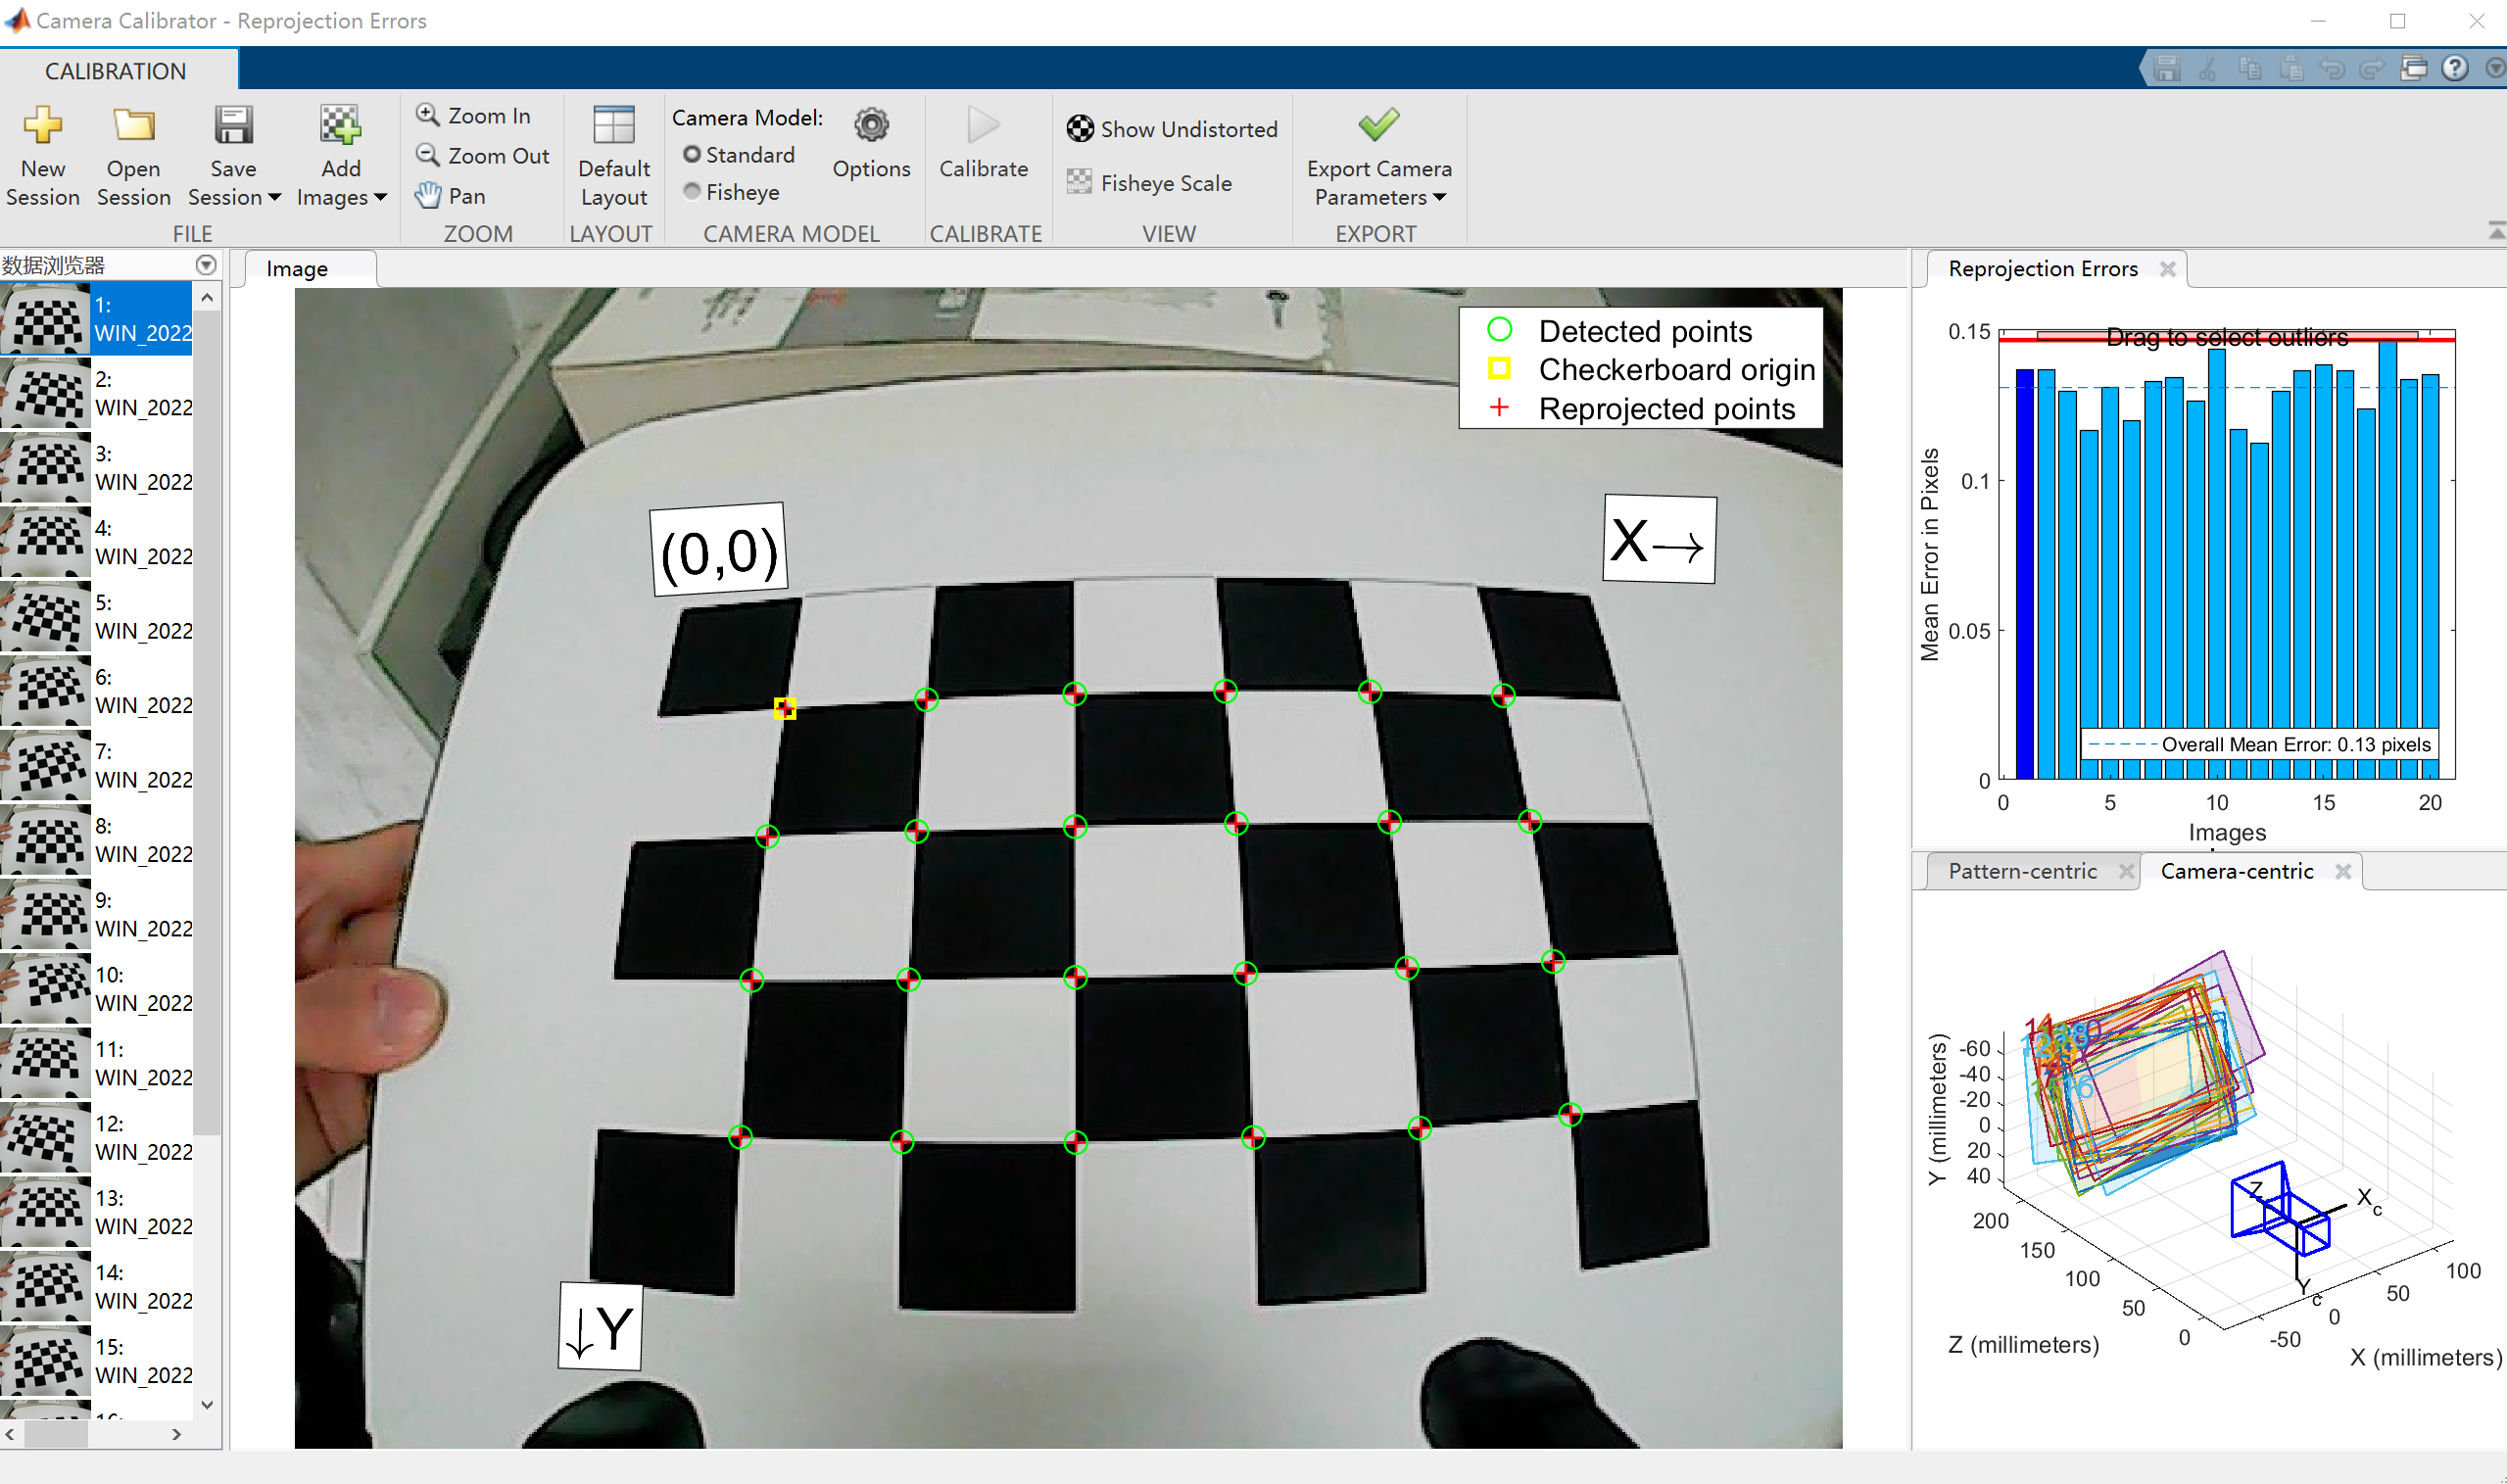 Camera Calibrator - Reprojection Errors
CALIBRATION
New Session
Open Session
Save Session
Add Images
FILE
Zoom In
Zoom Out
Pan
ZOOM
Default Layout
LAYOUT
Camera Model:
Standard
Fisheye
Options
CAMERA MODEL
Calibrate
CALIBRATE
Show Undistorted
Fisheye Scale
VIEW
Export Camera Parameters
EXPORT
数据浏览器
1:
WIN_2022
2:
WIN_2022
3:
WIN_2022
4:
WIN_2022
5:
WIN_2022
6:
WIN_2022
7:
WIN_2022
8:
WIN_2022
9:
WIN_2022
10:
WIN_2022
11:
WIN_2022
12:
WIN_2022
13:
WIN_2022
14:
WIN_2022
15:
WIN_2022
Image
Detected points
Checkerboard origin
Reprojected points
(0,0)
X→
↓Y
Reprojection Errors
Drag to select outliers
0.15
0.1
0.05
0
Mean Error in Pixels
Overall Mean Error: 0.13 pixels
0 5 10 15 20
Images
Pattern-centric
Camera-centric
Y (millimeters)
-60
-40
-20
0
20
40
200
150
100
50
0
Z (millimeters)
-50
0
50
100
X (millimeters)
Z
Xc
Yc